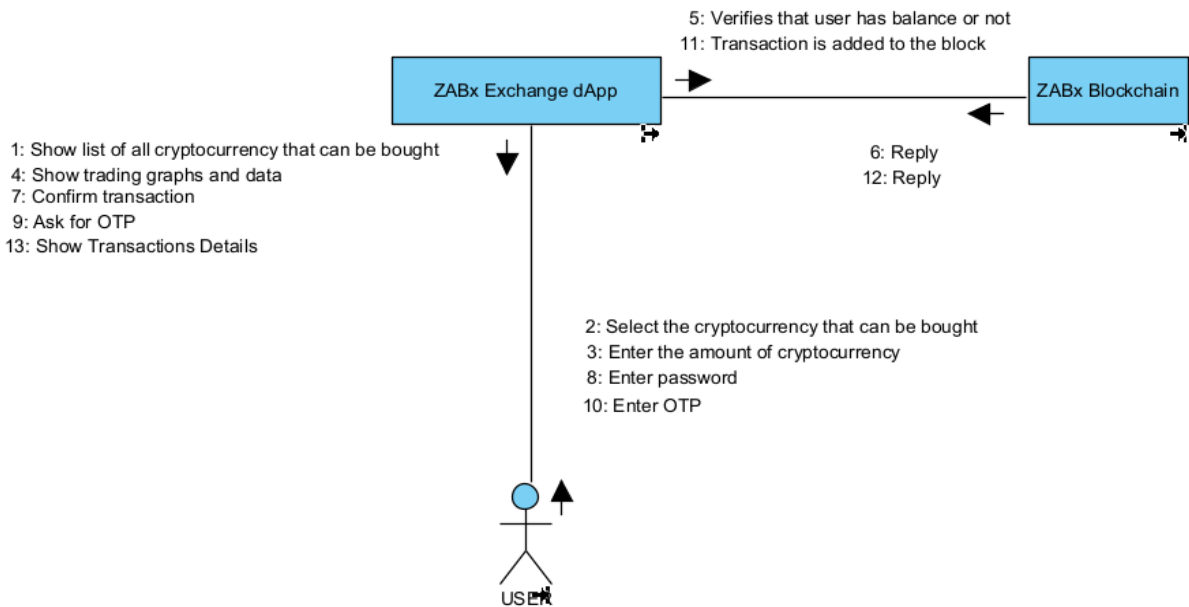 5: Verifies that user has balance or not
11: Transaction is added to the block
ZABx Exchange dApp
ZABx Blockchain
1: Show list of all cryptocurrency that can be bought
4: Show trading graphs and data
7: Confirm transaction
9: Ask for OTP
13: Show Transactions Details
6: Reply
12: Reply
2: Select the cryptocurrency that can be bought
3: Enter the amount of cryptocurrency
8: Enter password
10: Enter OTP
USER